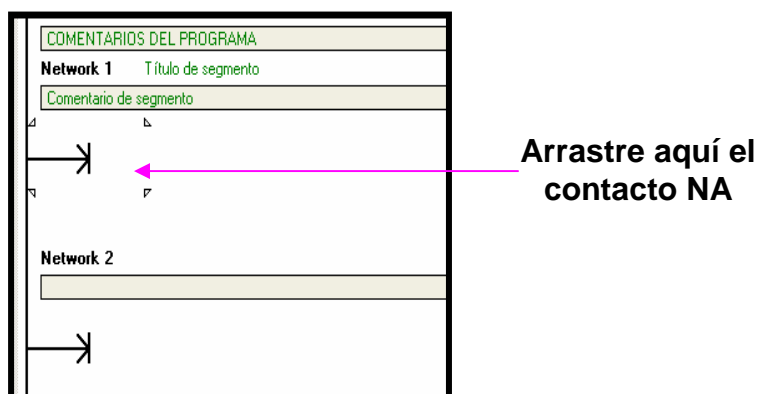 COMENTARIOS DEL PROGRAMA
Network 1 Título de segmento
Comentario de segmento
Arrastre aquí el
contacto NA
Network 2